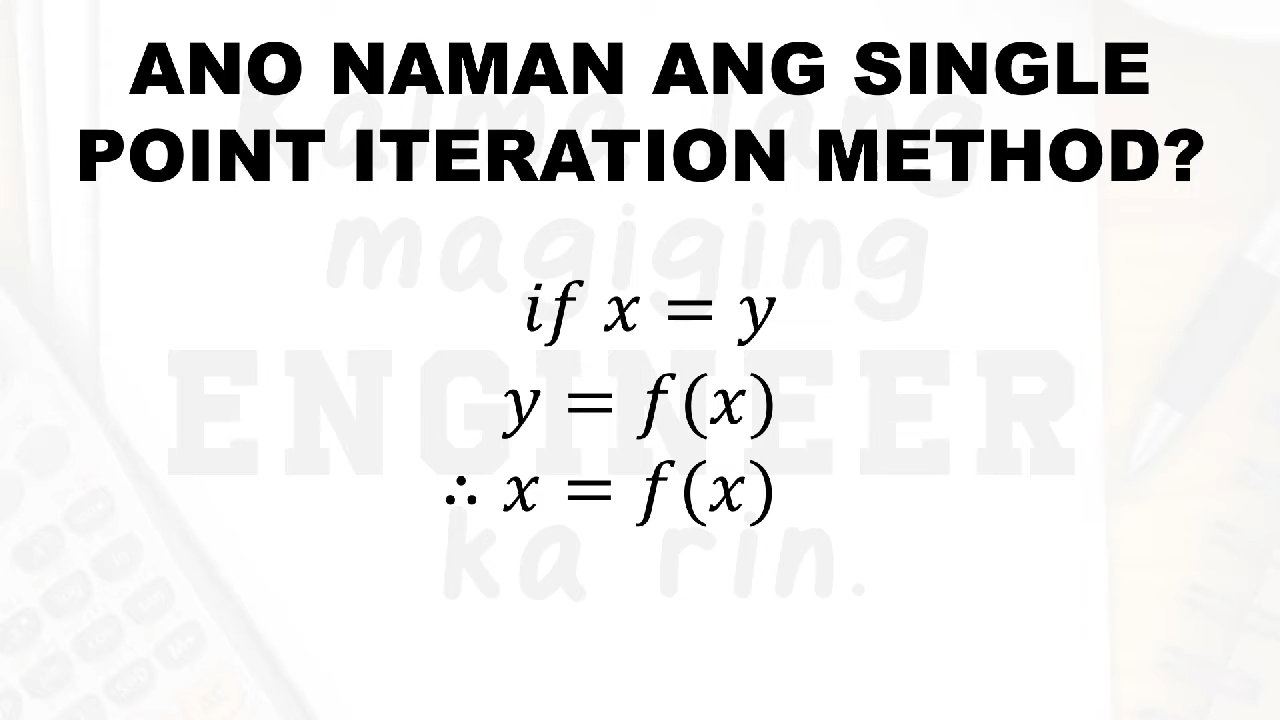 ANO NAMAN ANG SINGLE
POINT ITERATION METHOD?
Kalma lang
magiging
if x = y
ENGINEER
y = f(x)
∴ x = f(x)
ka rin.